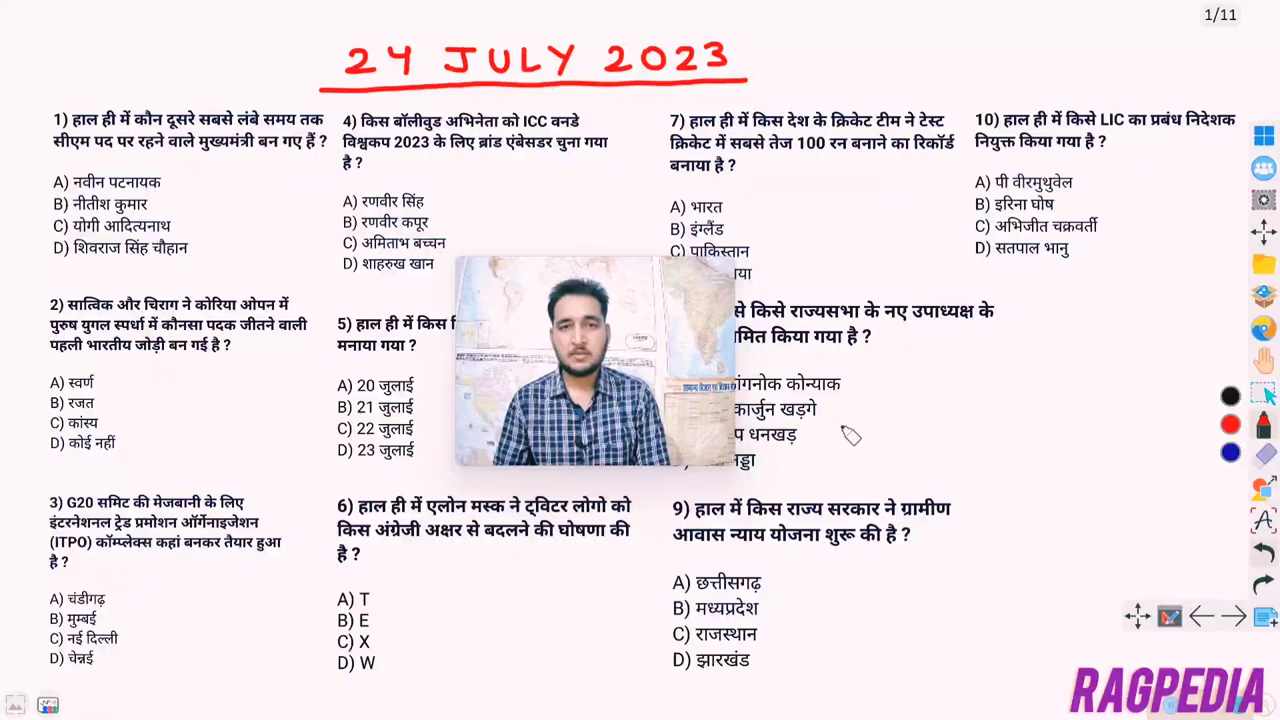 1/11
24 JULY 2023
1) हाल ही में कौन दूसरे सबसे लंबे समय तक
सीएम पद पर रहने वाले मुख्यमंत्री बन गए हैं ?
A) नवीन पटनायक
B) नीतीश कुमार
C) योगी आदित्यनाथ
D) शिवराज सिंह चौहान
2) सात्विक और चिराग ने कोरिया ओपन में
पुरुष युगल स्पर्धा में कौनसा पदक जीतने वाली
पहली भारतीय जोड़ी बन गई है ?
A) स्वर्ण
B) रजत
C) कांस्य
D) कोई नहीं
3) G20 समिट की मेजबानी के लिए
इंटरनेशनल ट्रेड प्रमोशन ऑर्गेनाइजेशन
(ITPO) कॉम्प्लेक्स कहां बनकर तैयार हुआ
है ?
A) चंडीगढ़
B) मुम्बई
C) नई दिल्ली
D) चेन्नई
4) किस बॉलीवुड अभिनेता को ICC वनडे
विश्वकप 2023 के लिए ब्रांड एंबेसडर चुना गया
है ?
A) रणवीर सिंह
B) रणवीर कपूर
C) अमिताभ बच्चन
D) शाहरुख खान
5) हाल ही में किस
मनाया गया ?
A) 20 जुलाई
B) 21 जुलाई
C) 22 जुलाई
D) 23 जुलाई
6) हाल ही में एलोन मस्क ने ट्विटर लोगो को
किस अंग्रेजी अक्षर से बदलने की घोषणा की
है ?
A) T
B) E
C) X
D) W
7) हाल ही में किस देश के क्रिकेट टीम ने टेस्ट
क्रिकेट में सबसे तेज 100 रन बनाने का रिकॉर्ड
बनाया है ?
A) भारत
B) इंग्लैंड
C) पाकिस्तान
या
से किसे राज्यसभा के नए उपाध्यक्ष के
मित किया गया है ?
ांगनोक कोन्याक
कार्जुन खड़गे
प धनखड़
ड्डा
9) हाल में किस राज्य सरकार ने ग्रामीण
आवास न्याय योजना शुरू की है ?
A) छत्तीसगढ़
B) मध्यप्रदेश
C) राजस्थान
D) झारखंड
10) हाल ही में किसे LIC का प्रबंध निदेशक
नियुक्त किया गया है ?
A) पी वीरमुथुवेल
B) इरिना घोष
C) अभिजीत चक्रवर्ती
D) सतपाल भानु
RAGPEDIA